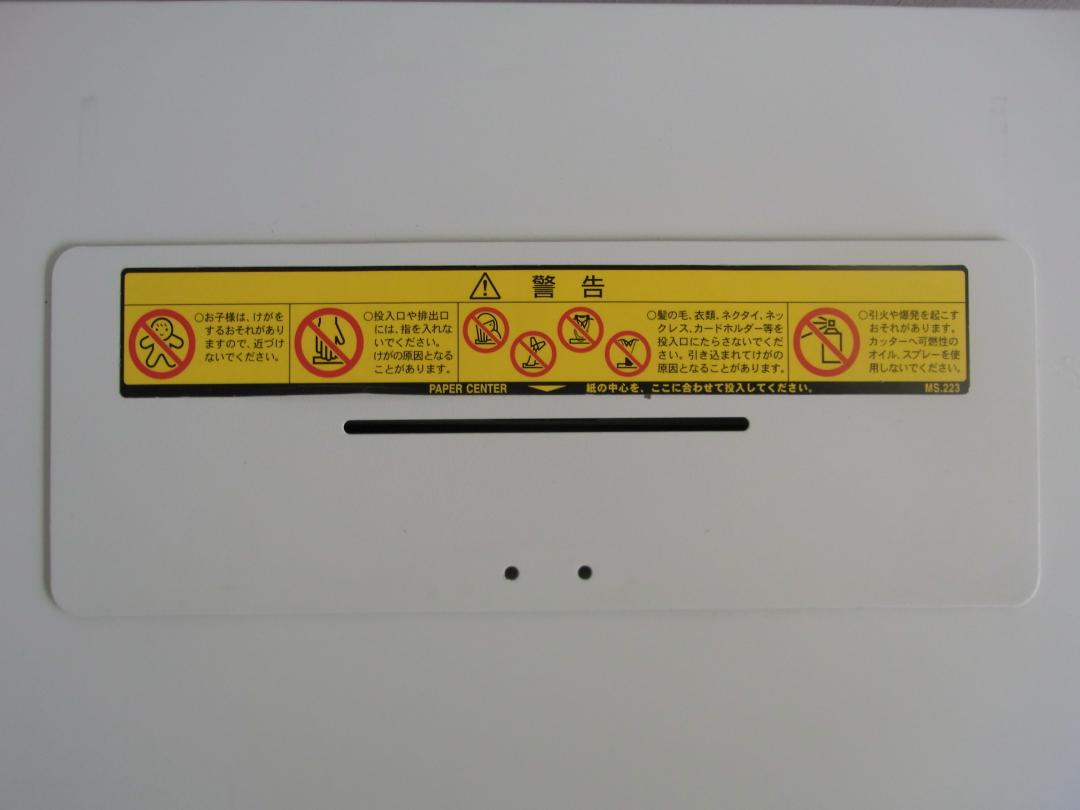 警告
○お子様は、けがを
するおそれがあり
ますので、近づけ
ないでください。
○投入口や排出口
には、指を入れな
いでください。
けがの原因となる
ことがあります。
○髪の毛、衣類、ネクタイ、ネッ
クレス、カードホルダー等を
投入口にたらさないでくだ
さい。引き込まれてけがの
原因となることがあります。
○引火や爆発を起こす
おそれがあります。
カッターへ可燃性の
オイル、スプレーを使
用しないでください。
PAPER CENTER 紙の中心を、ここに合わせて投入してください。 MS.223